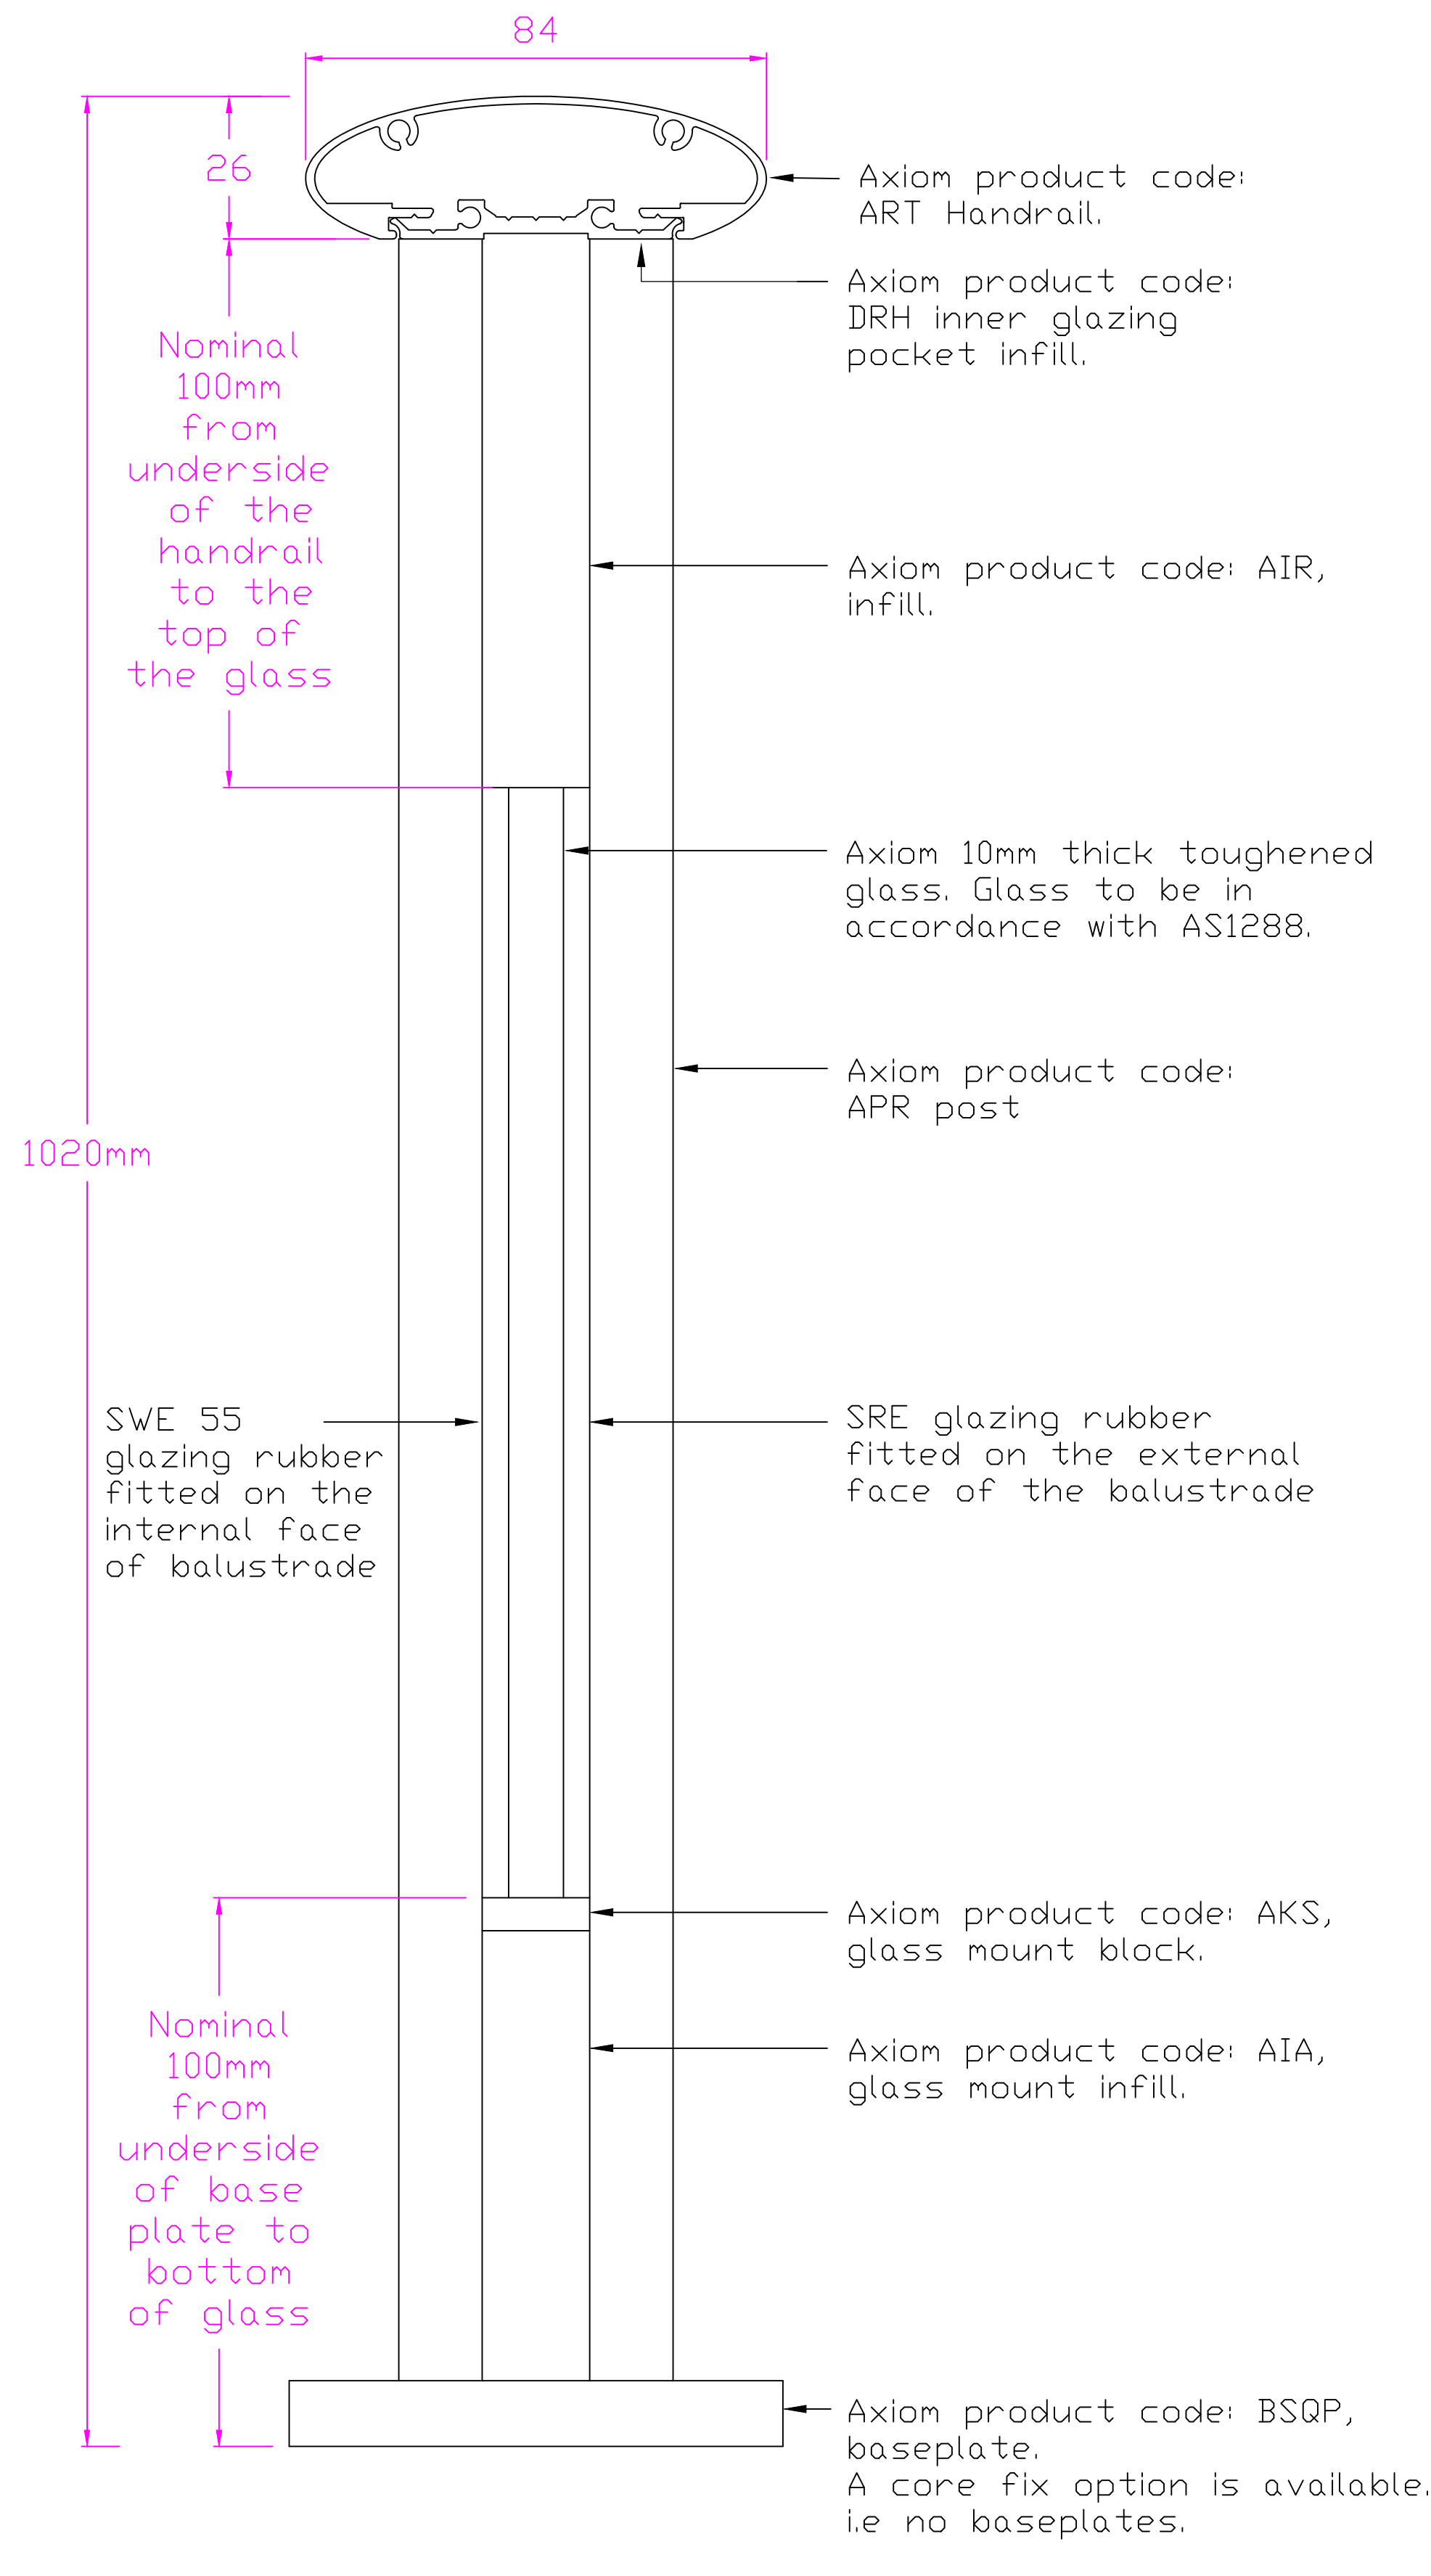 84
26
Axiom product code:
ART Handrail.
Axiom product code:
DRH inner glazing
pocket infill.
Nominal
100mm
from
underside
of the
handrail
to the
top of
the glass
Axiom product code: AIR,
infill.
Axiom 10mm thick toughened
glass. Glass to be in
accordance with AS1288.
Axiom product code:
APR post
1020mm
SWE 55
glazing rubber
fitted on the
internal face
of balustrade
SRE glazing rubber
fitted on the external
face of the balustrade
Axiom product code: AKS,
glass mount block.
Nominal
100mm
from
underside
of base
plate to
bottom
of glass
Axiom product code: AIA,
glass mount infill.
Axiom product code: BSQP,
baseplate.
A core fix option is available.
i.e no baseplates.